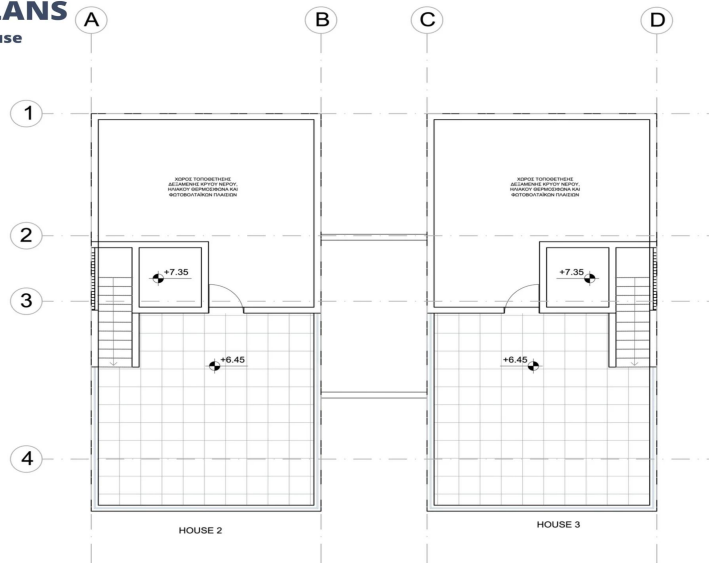 LANS
use
A B C D
1
ΧΩΡΟΣ ΤΟΠΟΘΕΤΗΣΗΣ
ΔΕΞΑΜΕΝΗΣ ΚΡΥΟΥ ΝΕΡΟΥ,
ΗΛΙΑΚΟΥ ΘΕΡΜΟΣΙΦΩΝΑ ΚΑΙ
ΦΩΤΟΒΟΛΤΑΪΚΩΝ ΠΛΑΙΣΙΩΝ
ΧΩΡΟΣ ΤΟΠΟΘΕΤΗΣΗΣ
ΔΕΞΑΜΕΝΗΣ ΚΡΥΟΥ ΝΕΡΟΥ,
ΗΛΙΑΚΟΥ ΘΕΡΜΟΣΙΦΩΝΑ ΚΑΙ
ΦΩΤΟΒΟΛΤΑΪΚΩΝ ΠΛΑΙΣΙΩΝ
2
+7.35 +7.35
3
+6.45 +6.45
4
HOUSE 2 HOUSE 3